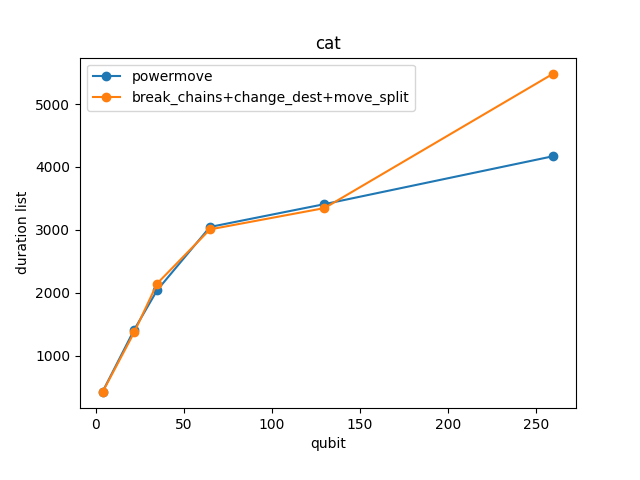 cat
powermove
break_chains+change_dest+move_split
duration list
5000
4000
3000
2000
1000
0
50
100
150
200
250
qubit